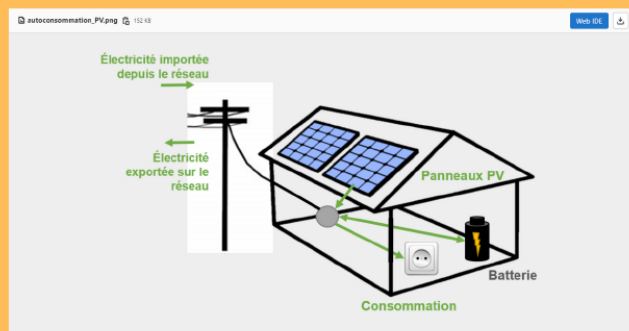 autoconsommation_PV.png
152 KB
Web IDE
Électricité importée
depuis le réseau
Électricité
exportée sur le
réseau
Panneaux PV
Batterie
Consommation